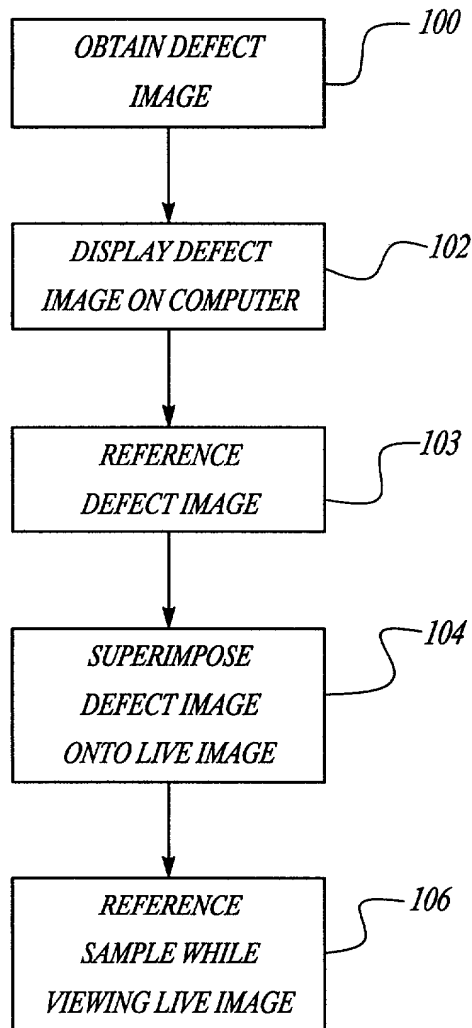 100
OBTAIN DEFECT
IMAGE
102
DISPLAY DEFECT
IMAGE ON COMPUTER
103
REFERENCE
DEFECT IMAGE
104
SUPERIMPOSE
DEFECT IMAGE
ONTO LIVE IMAGE
106
REFERENCE
SAMPLE WHILE
VIEWING LIVE IMAGE